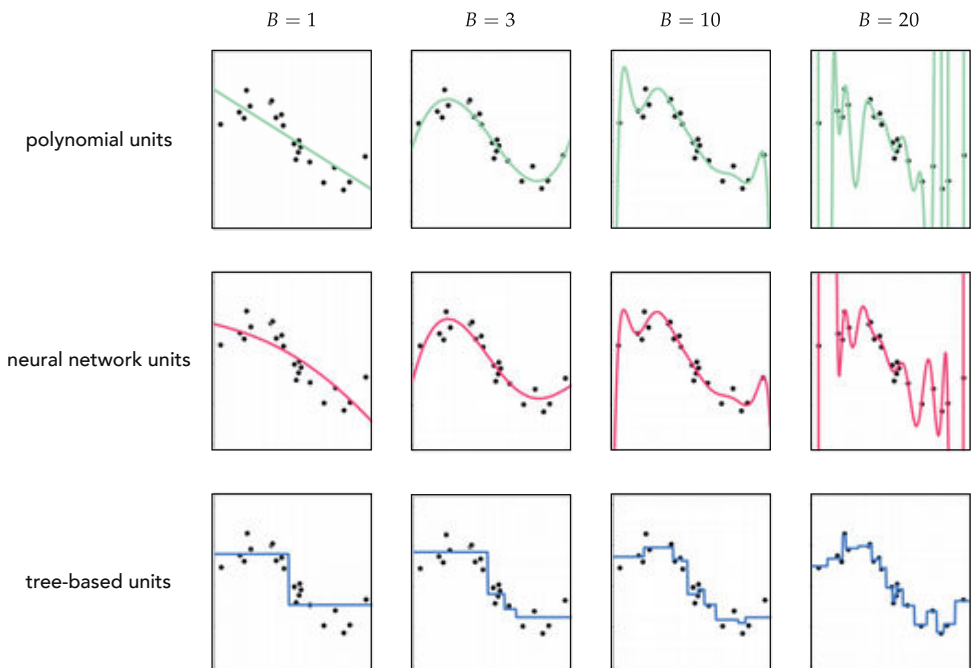 B = 1 B = 3 B = 10 B = 20
polynomial units
neural network units
tree-based units